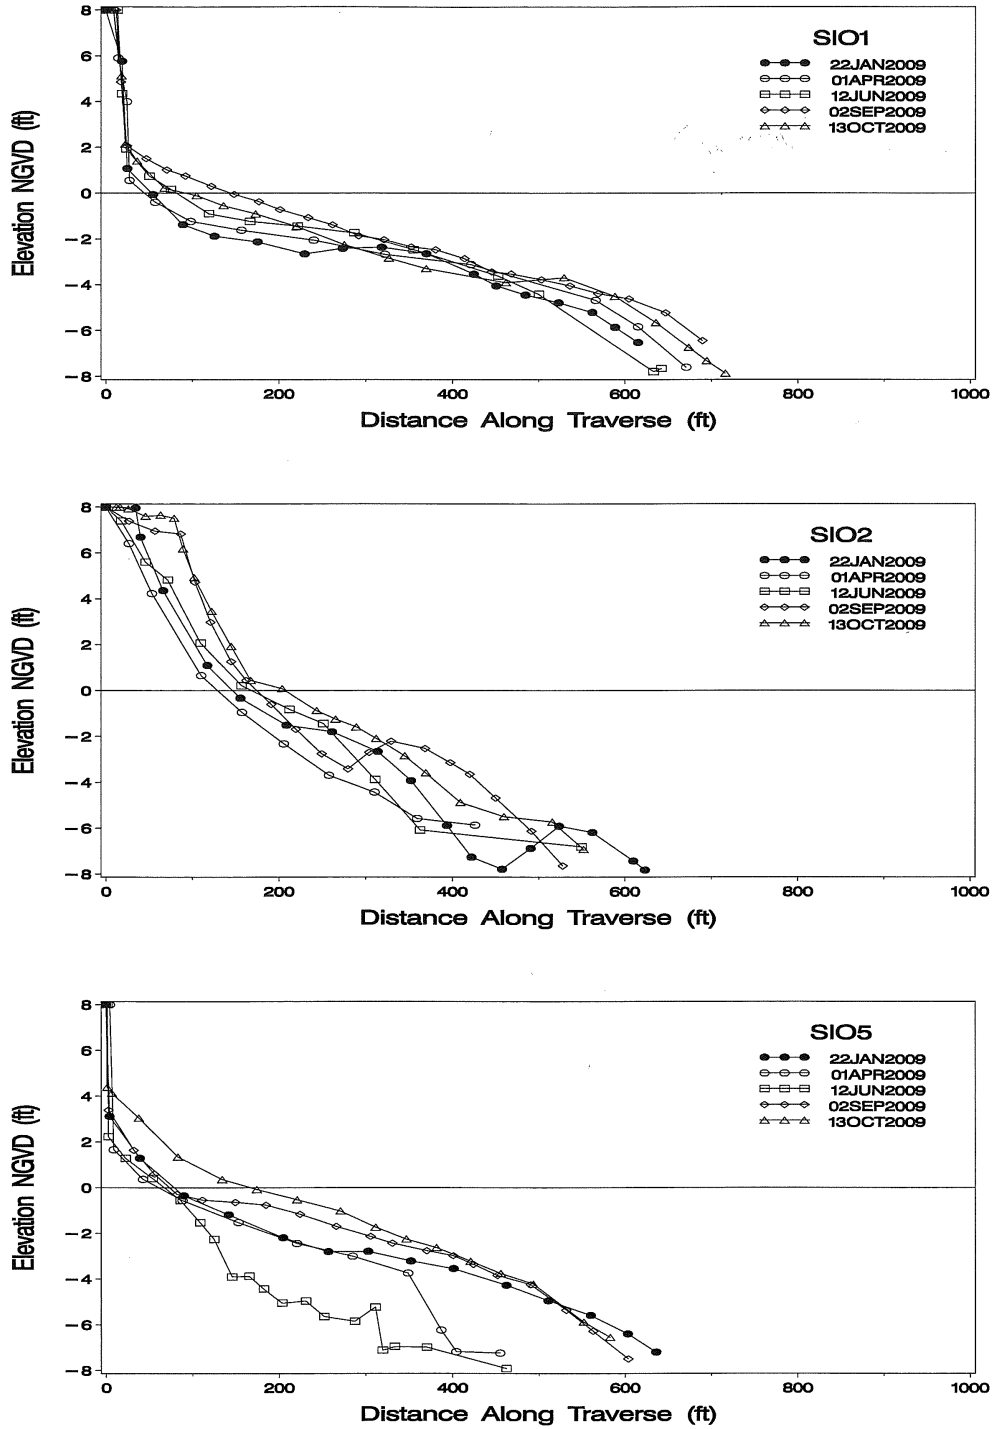 SIO1
22JAN2009
01APR2009
12JUN2009
02SEP2009
13OCT2009
Elevation NGVD (ft)
8
6
4
2
0
−2
−4
−6
−8
0 200 400 600 800 1000
Distance Along Traverse (ft)
SIO2
22JAN2009
01APR2009
12JUN2009
02SEP2009
13OCT2009
Elevation NGVD (ft)
8
6
4
2
0
−2
−4
−6
−8
0 200 400 600 800 1000
Distance Along Traverse (ft)
SIO5
22JAN2009
01APR2009
12JUN2009
02SEP2009
13OCT2009
Elevation NGVD (ft)
8
6
4
2
0
−2
−4
−6
−8
0 200 400 600 800 1000
Distance Along Traverse (ft)